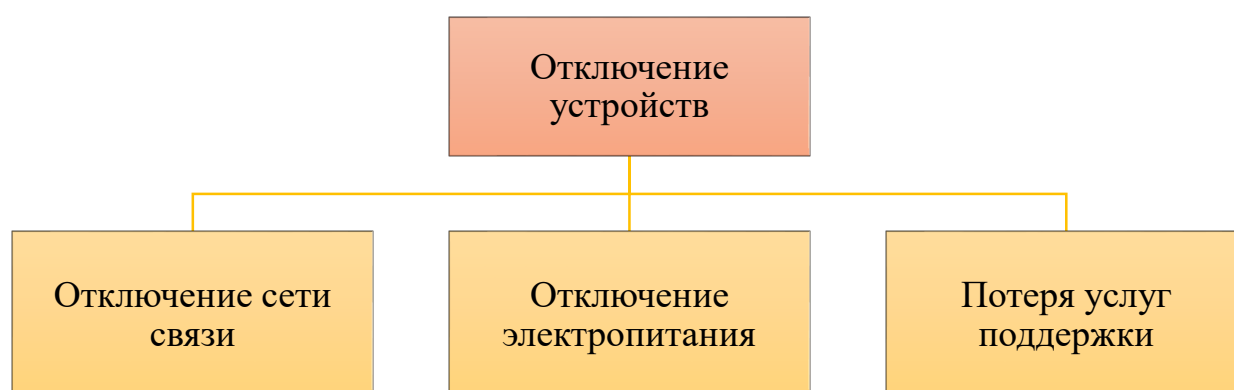 Отключение
устройств
Отключение сети
связи
Отключение
электропитания
Потеря услуг
поддержки